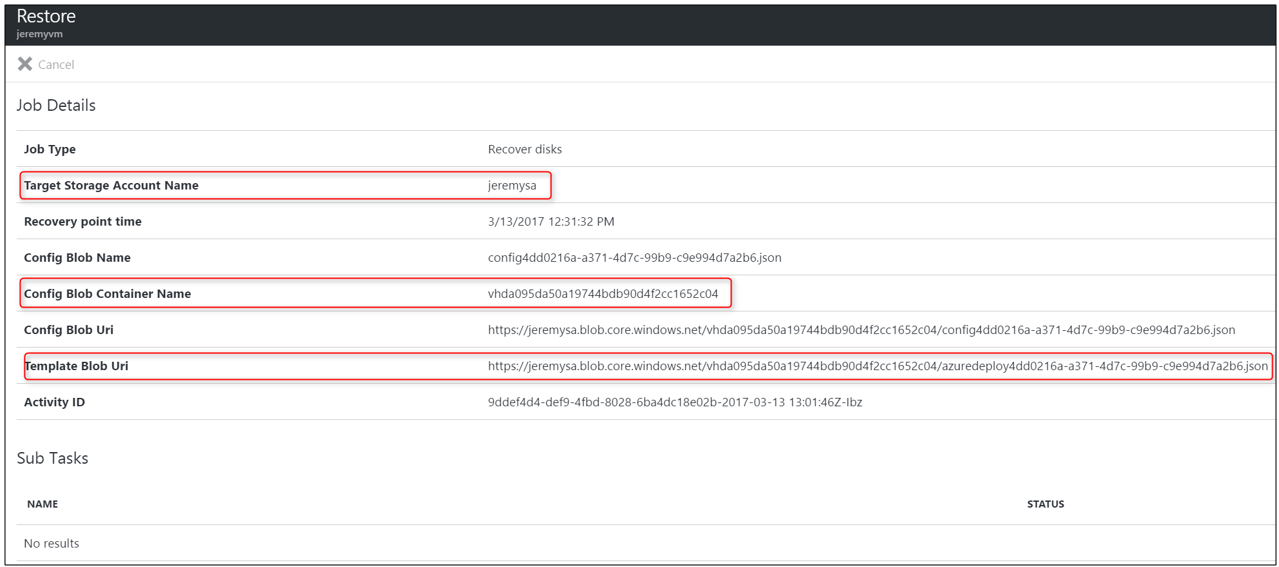 Restore
jeremyvm
Cancel
Job Details
Job Type Recover disks
Target Storage Account Name jeremysa
Recovery point time 3/13/2017 12:31:32 PM
Config Blob Name config4dd0216a-a371-4d7c-99b9-c9e994d7a2b6.json
Config Blob Container Name vhda095da50a19744bdb90d4f2cc1652c04
Config Blob Uri https://jeremysa.blob.core.windows.net/vhda095da50a19744bdb90d4f2cc1652c04/config4dd0216a-a371-4d7c-99b9-c9e994d7a2b6.json
Template Blob Uri https://jeremysa.blob.core.windows.net/vhda095da50a19744bdb90d4f2cc1652c04/azuredeploy4dd0216a-a371-4d7c-99b9-c9e994d7a2b6.json
Activity ID 9ddef4d4-def9-4fbd-8028-6ba4dc18e02b-2017-03-13 13:01:46Z-Ibz
Sub Tasks
NAME STATUS
No results